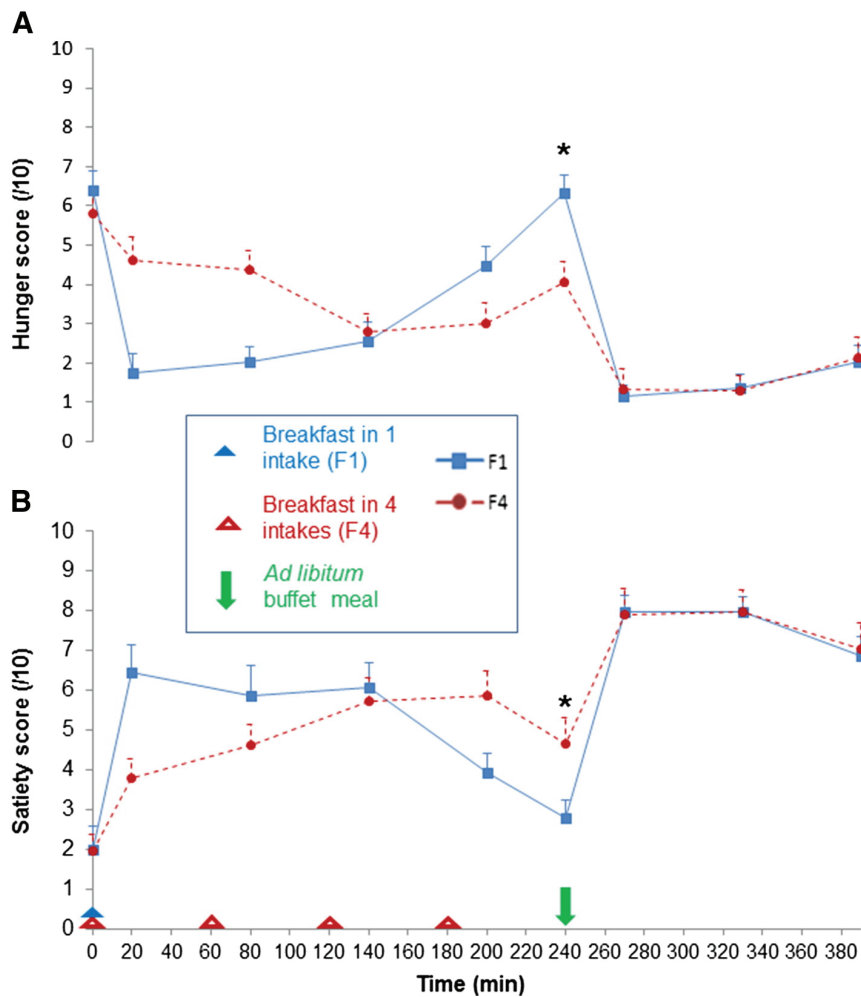 A
10
9
8
7
6
5
4
3
2
1
0
Hunger score (/10)
*
Breakfast in 1
intake (F1)
Breakfast in 4
intakes (F4)
Ad libitum
buffet meal
F1
F4
B
10
9
8
7
6
5
4
3
2
1
0
Satiety score (/10)
*
0 20 40 60 80 100 120 140 160 180 200 220 240 260 280 300 320 340 360 380
Time (min)